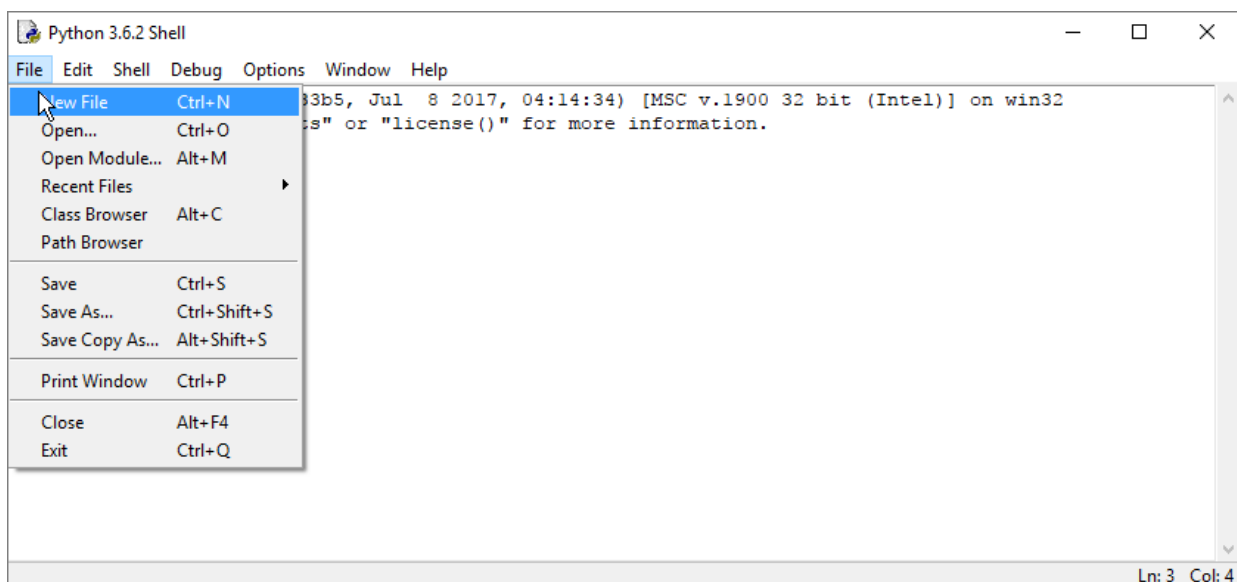 Python 3.6.2 Shell
File Edit Shell Debug Options Window Help
New File Ctrl+N
33b5, Jul  8 2017, 04:14:34) [MSC v.1900 32 bit (Intel)] on win32
Open... Ctrl+O
ts" or "license()" for more information.
Open Module... Alt+M
Recent Files
Class Browser Alt+C
Path Browser
Save Ctrl+S
Save As... Ctrl+Shift+S
Save Copy As... Alt+Shift+S
Print Window Ctrl+P
Close Alt+F4
Exit Ctrl+Q
Ln: 3 Col: 4